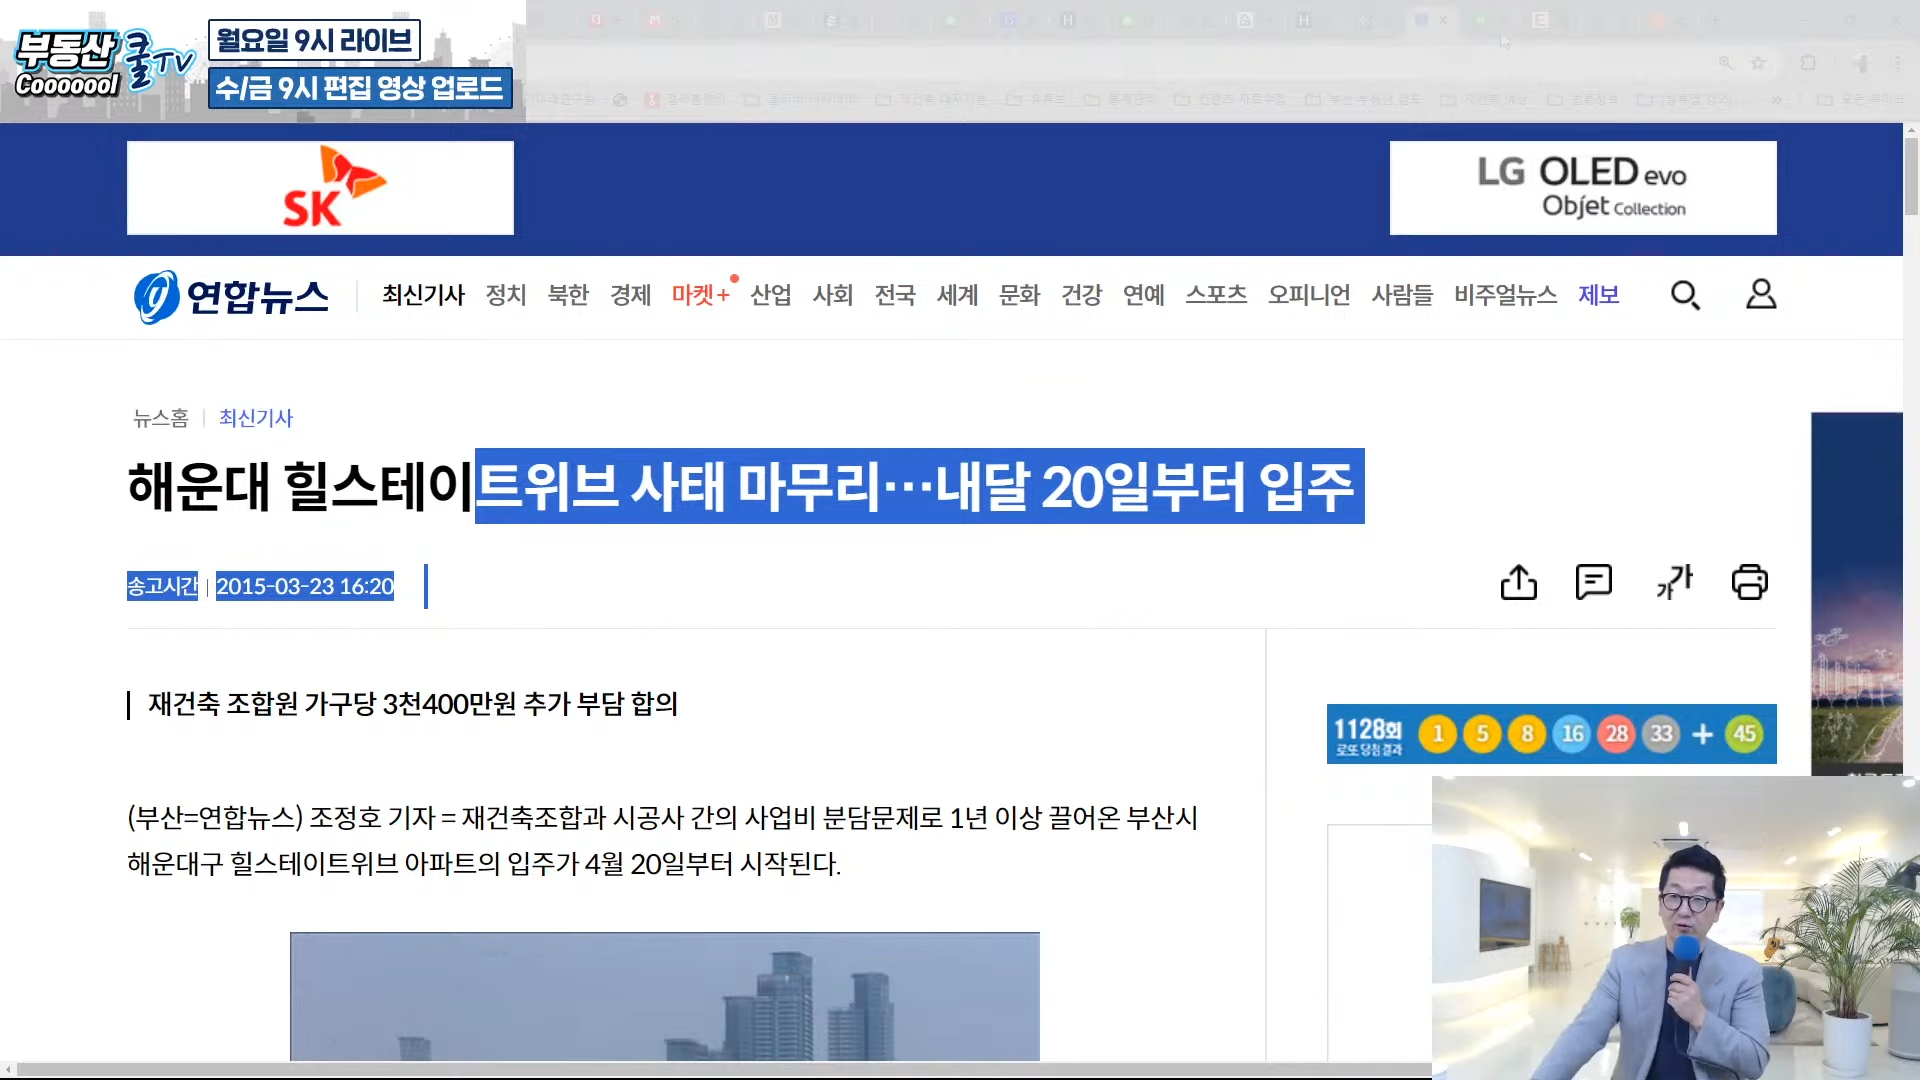 부동산 쿨TV
Cooooool
월요일 9시 라이브
수/금 9시 편집 영상 업로드
SK
LG OLED evo
Objet Collection
연합뉴스
최신기사 정치 북한 경제 마켓+ 산업 사회 전국 세계 문화 건강 연예 스포츠 오피니언 사람들 비주얼뉴스 제보
뉴스홈 | 최신기사
해운대 힐스테이트위브 사태 마무리…내달 20일부터 입주
송고시간 | 2015-03-23 16:20
가가
재건축 조합원 가구당 3천400만원 추가 부담 합의
1128회 1 5 8 16 28 33 + 45
로또 당첨 결과
(부산=연합뉴스) 조정호 기자 = 재건축조합과 시공사 간의 사업비 분담문제로 1년 이상 끌어온 부산시
해운대구 힐스테이트위브 아파트의 입주가 4월 20일부터 시작된다.